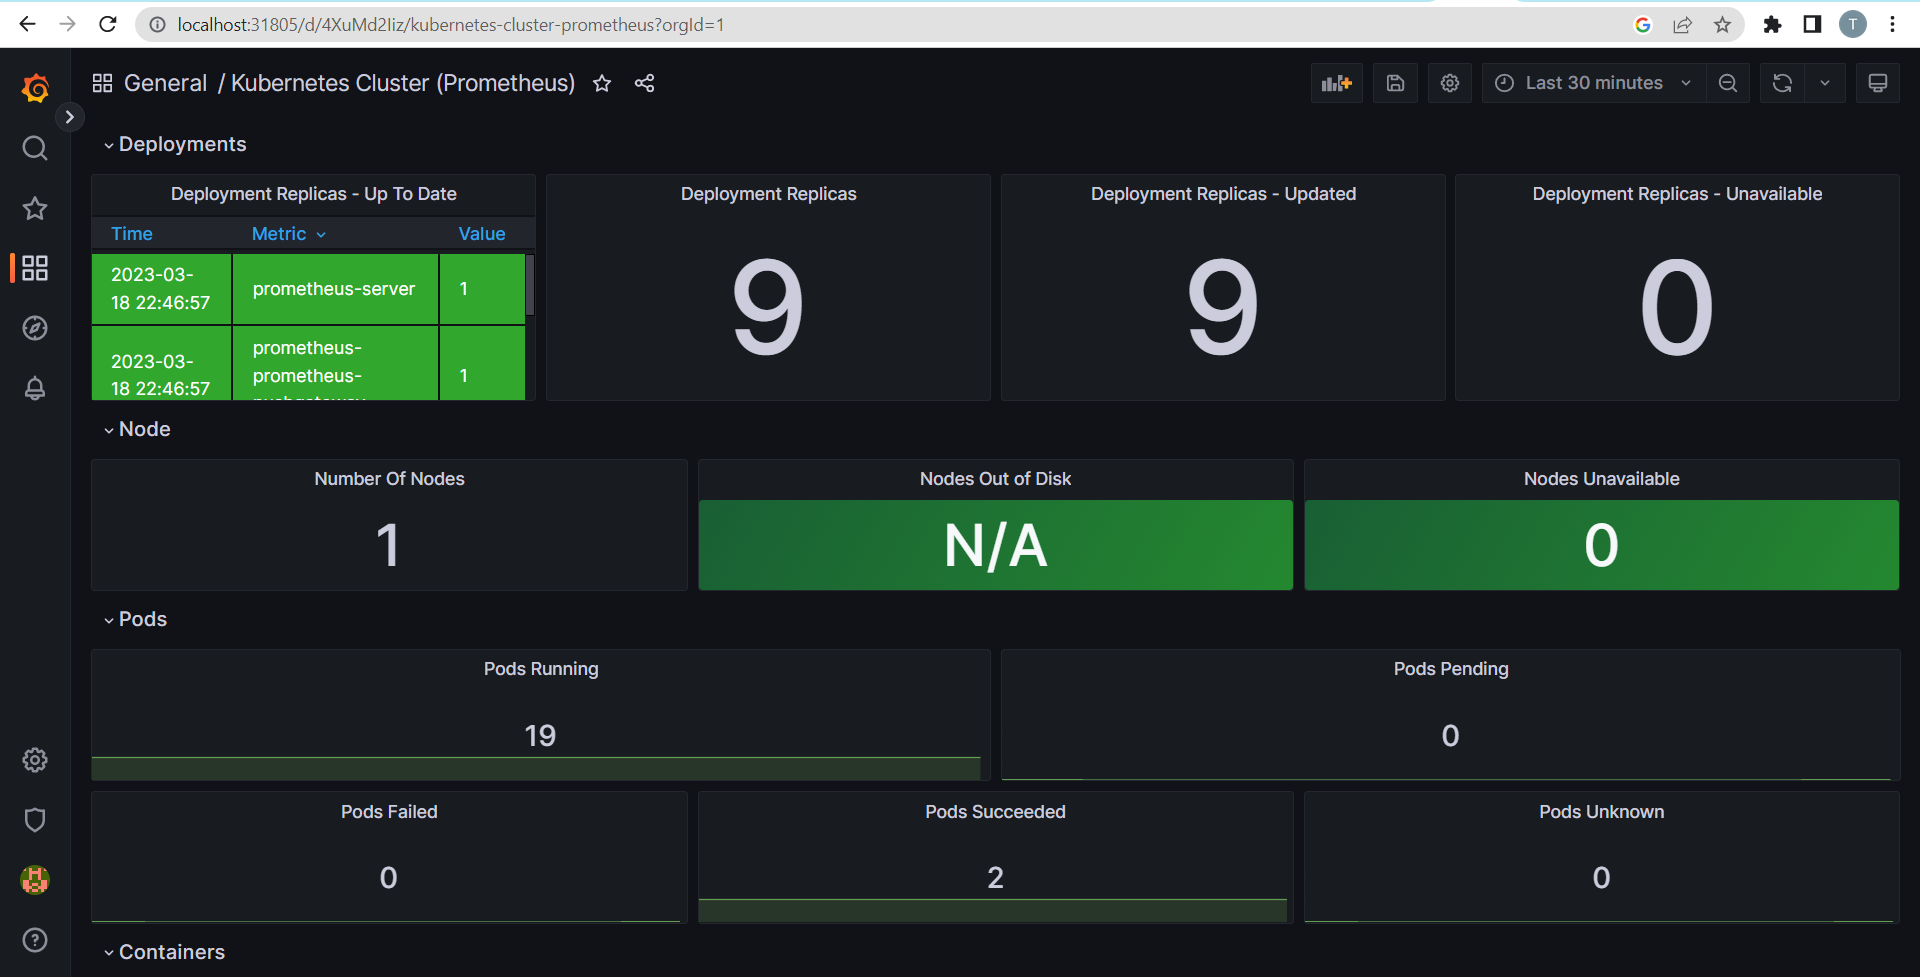 localhost:31805/d/4XuMd2Iiz/kubernetes-cluster-prometheus?orgId=1
T
General / Kubernetes Cluster (Prometheus)
Last 30 minutes
Deployments
Deployment Replicas - Up To Date
Time Metric Value
2023-03-
18 22:46:57
prometheus-server
1
2023-03-
18 22:46:57
prometheus-
prometheus-
1
Deployment Replicas
9
Deployment Replicas - Updated
9
Deployment Replicas - Unavailable
0
Node
Number Of Nodes
1
Nodes Out of Disk
N/A
Nodes Unavailable
0
Pods
Pods Running
19
Pods Pending
0
Pods Failed
0
Pods Succeeded
2
Pods Unknown
0
Containers